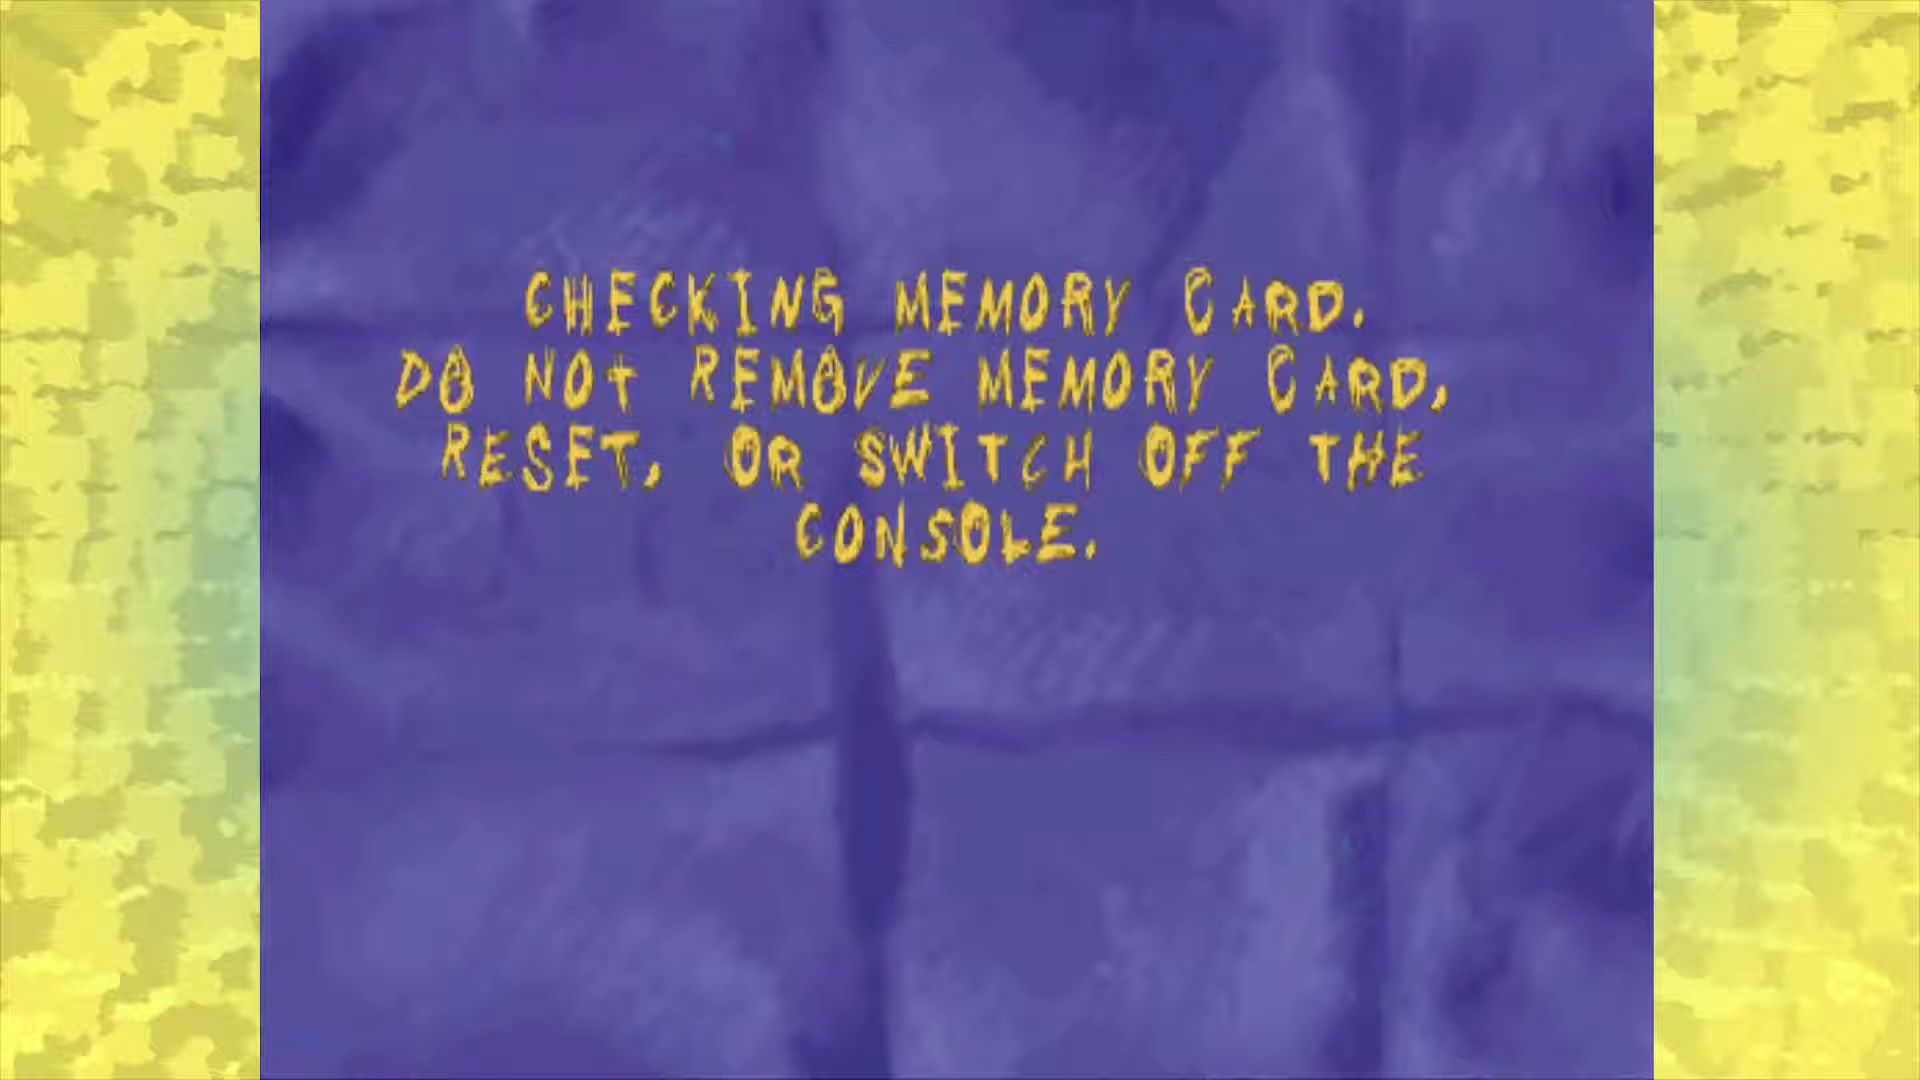 CHECKING MEMORY CARD.
DO NOT REMOVE MEMORY CARD,
RESET, OR SWITCH OFF THE
CONSOLE.